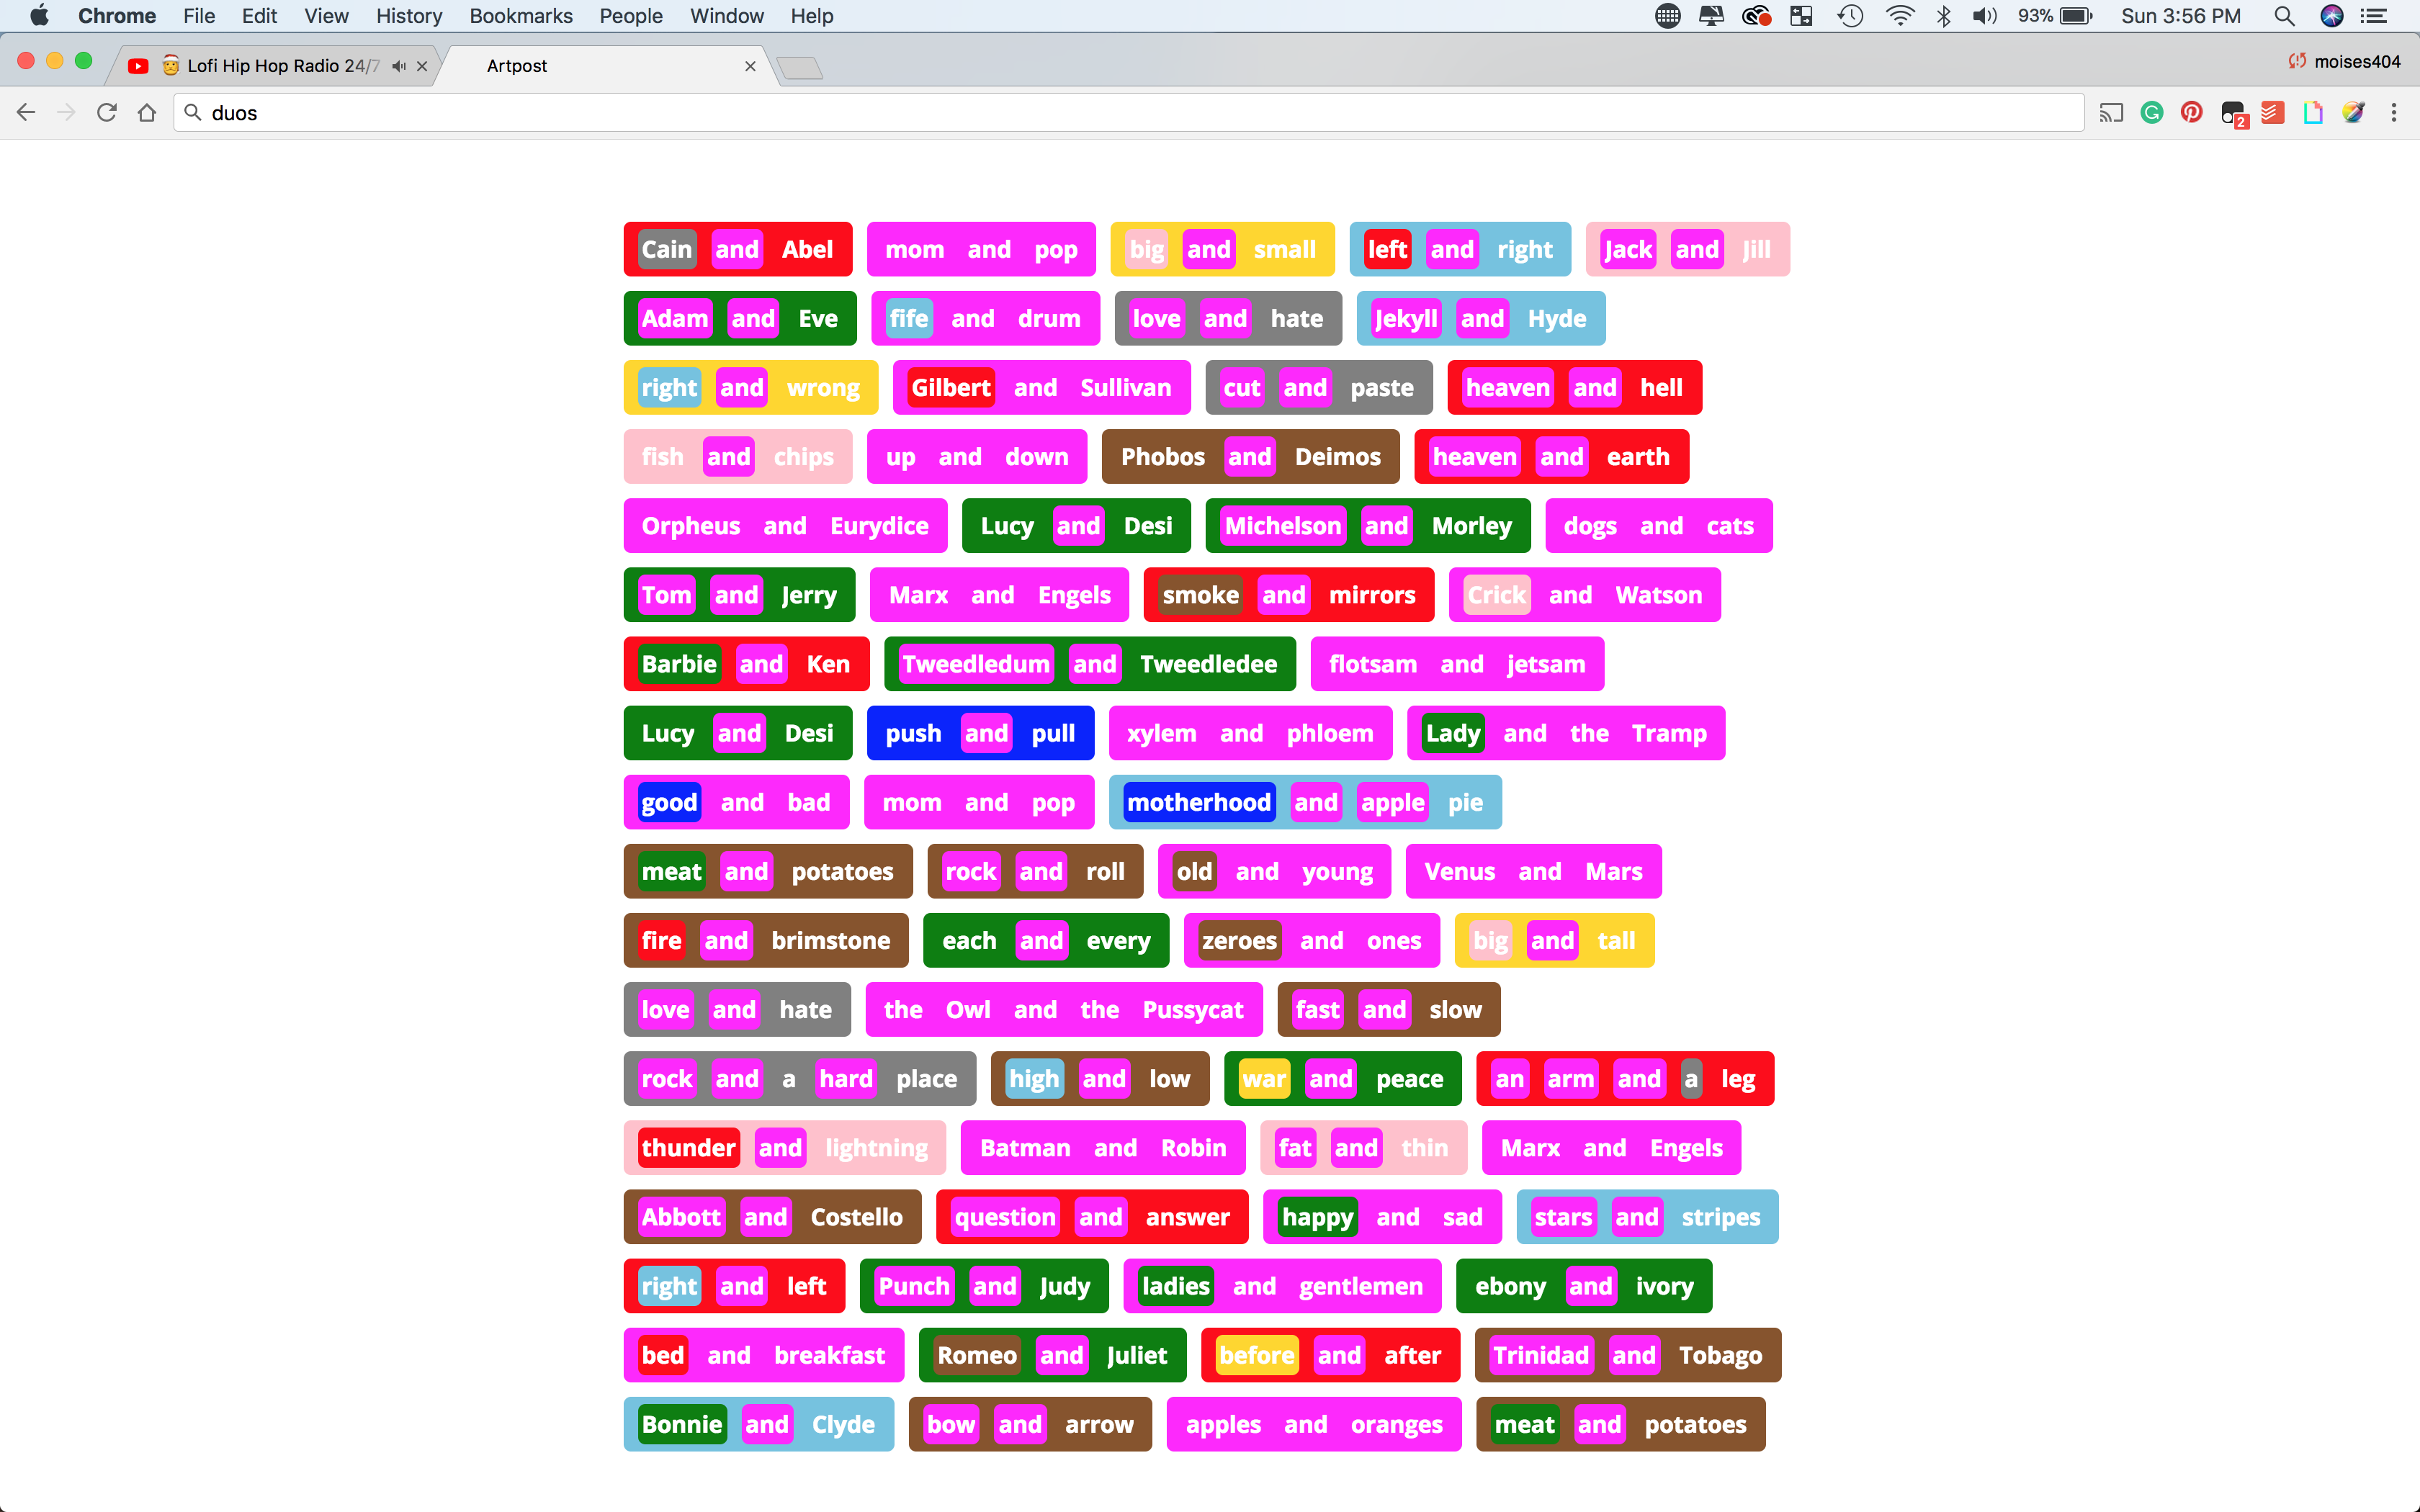 Chrome File Edit View History Bookmarks People Window Help 93% Sun 3:56 PM
Lofi Hip Hop Radio 24/7 Artpost moises404
duos 2
Cain and Abel mom and pop big and small left and right Jack and Jill
Adam and Eve fife and drum love and hate Jekyll and Hyde
right and wrong Gilbert and Sullivan cut and paste heaven and hell
fish and chips up and down Phobos and Deimos heaven and earth
Orpheus and Eurydice Lucy and Desi Michelson and Morley dogs and cats
Tom and Jerry Marx and Engels smoke and mirrors Crick and Watson
Barbie and Ken Tweedledum and Tweedledee flotsam and jetsam
Lucy and Desi push and pull xylem and phloem Lady and the Tramp
good and bad mom and pop motherhood and apple pie
meat and potatoes rock and roll old and young Venus and Mars
fire and brimstone each and every zeroes and ones big and tall
love and hate the Owl and the Pussycat fast and slow
rock and a hard place high and low war and peace an arm and a leg
thunder and lightning Batman and Robin fat and thin Marx and Engels
Abbott and Costello question and answer happy and sad stars and stripes
right and left Punch and Judy ladies and gentlemen ebony and ivory
bed and breakfast Romeo and Juliet before and after Trinidad and Tobago
Bonnie and Clyde bow and arrow apples and oranges meat and potatoes